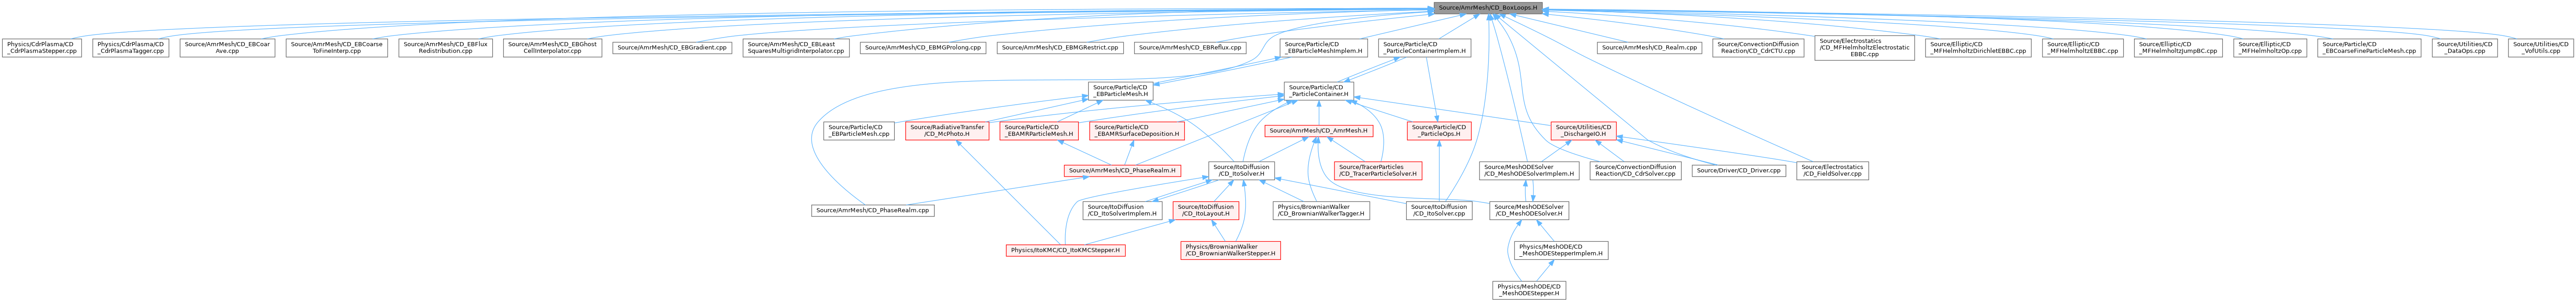 Source/AmrMesh/CD_BoxLoops.H
Physics/CdrPlasma/CD
_CdrPlasmaStepper.cpp
Physics/CdrPlasma/CD
_CdrPlasmaTagger.cpp
Source/AmrMesh/CD_EBCoar
Ave.cpp
Source/AmrMesh/CD_EBCoarse
ToFineInterp.cpp
Source/AmrMesh/CD_EBFlux
Redistribution.cpp
Source/AmrMesh/CD_EBGhost
CellInterpolator.cpp
Source/AmrMesh/CD_EBGradient.cpp
Source/AmrMesh/CD_EBLeast
SquaresMultigridInterpolator.cpp
Source/AmrMesh/CD_EBMGProlong.cpp
Source/AmrMesh/CD_EBMGRestrict.cpp
Source/AmrMesh/CD_EBReflux.cpp
Source/Particle/CD
_EBParticleMeshImplem.H
Source/Particle/CD
_ParticleContainerImplem.H
Source/AmrMesh/CD_Realm.cpp
Source/ConvectionDiffusion
Reaction/CD_CdrCTU.cpp
Source/Electrostatics
/CD_MFHelmholtzElectrostatic
EBBC.cpp
Source/Elliptic/CD
_MFHelmholtzDirichletEBBC.cpp
Source/Elliptic/CD
_MFHelmholtzEBBC.cpp
Source/Elliptic/CD
_MFHelmholtzJumpBC.cpp
Source/Elliptic/CD
_MFHelmholtzOp.cpp
Source/Particle/CD
_EBCoarseFineParticleMesh.cpp
Source/Utilities/CD
_DataOps.cpp
Source/Utilities/CD
_VofUtils.cpp
Source/Particle/CD
_EBParticleMesh.H
Source/Particle/CD
_ParticleContainer.H
Source/Particle/CD
_EBParticleMesh.cpp
Source/RadiativeTransfer
/CD_McPhoto.H
Source/Particle/CD
_EBAMRParticleMesh.H
Source/Particle/CD
_EBAMRSurfaceDeposition.H
Source/AmrMesh/CD_AmrMesh.H
Source/Particle/CD
_ParticleOps.H
Source/Utilities/CD
_DischargeIO.H
Source/AmrMesh/CD_PhaseRealm.H
Source/ItoDiffusion
/CD_ItoSolver.H
Source/TracerParticles
/CD_TracerParticleSolver.H
Source/MeshODESolver
/CD_MeshODESolverImplem.H
Source/ConvectionDiffusion
Reaction/CD_CdrSolver.cpp
Source/Driver/CD_Driver.cpp
Source/Electrostatics
/CD_FieldSolver.cpp
Source/AmrMesh/CD_PhaseRealm.cpp
Source/ItoDiffusion
/CD_ItoSolverImplem.H
Source/ItoDiffusion
/CD_ItoLayout.H
Physics/BrownianWalker
/CD_BrownianWalkerTagger.H
Source/ItoDiffusion
/CD_ItoSolver.cpp
Source/MeshODESolver
/CD_MeshODESolver.H
Physics/ItoKMC/CD_ItoKMCStepper.H
Physics/BrownianWalker
/CD_BrownianWalkerStepper.H
Physics/MeshODE/CD
_MeshODEStepperImplem.H
Physics/MeshODE/CD
_MeshODEStepper.H